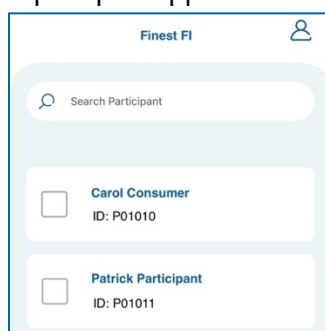 Finest FI
Search Participant
Carol Consumer
ID: P01010
Patrick Participant
ID: P01011